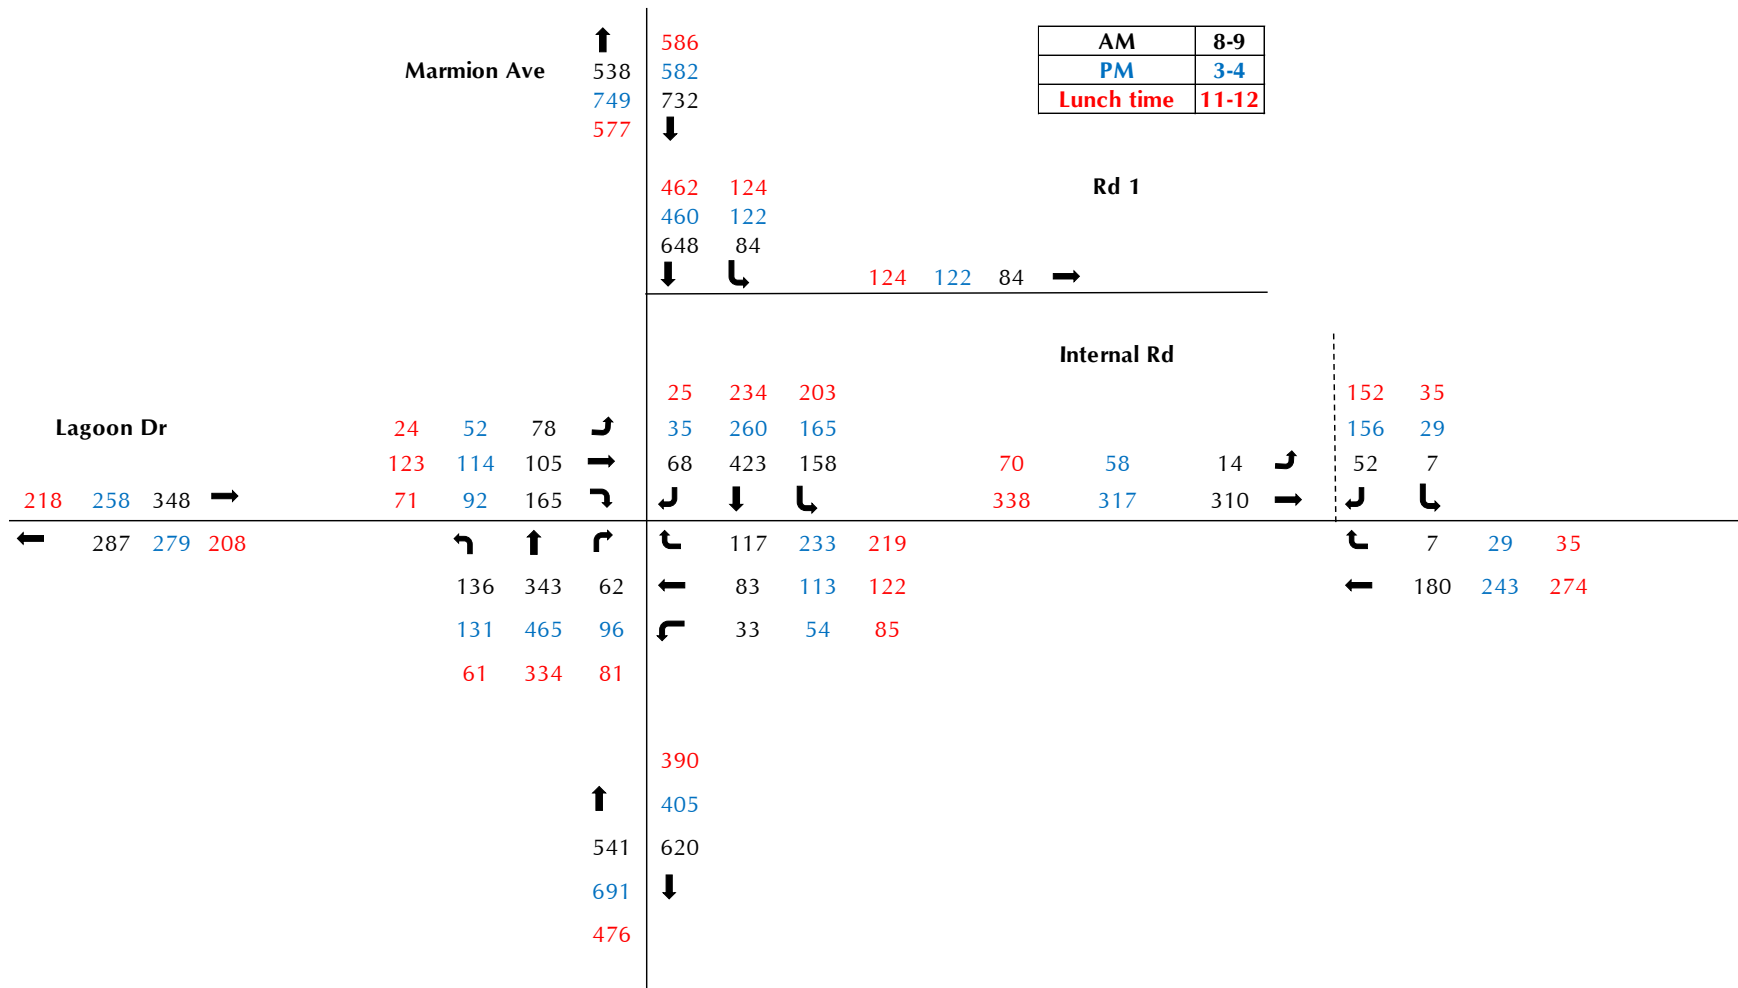 586
AM 8-9
Marmion Ave 538 582
PM 3-4
749 732
Lunch time 11-12
577
462 124 Rd 1
460 122
648 84
124 122 84
Internal Rd
25 234 203 152 35
Lagoon Dr 24 52 78 35 260 165 156 29
123 114 105 68 423 158 70 58 14 52 7
218 258 348 71 92 165 338 317 310
287 279 208 117 233 219 7 29 35
136 343 62 83 113 122 180 243 274
131 465 96 33 54 85
61 334 81
390
405
541 620
691
476